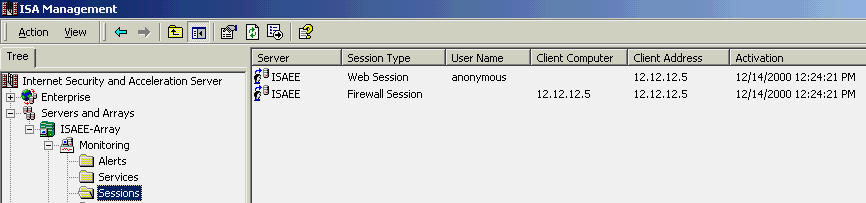 ISA Management
Action View
Tree
Server Session Type User Name Client Computer Client Address Activation
Internet Security and Acceleration Server
ISAEE Web Session anonymous 12.12.12.5 12/14/2000 12:24:21 PM
Enterprise
ISAEE Firewall Session 12.12.12.5 12.12.12.5 12/14/2000 12:24:21 PM
Servers and Arrays
ISAEE-Array
Monitoring
Alerts
Services
Sessions